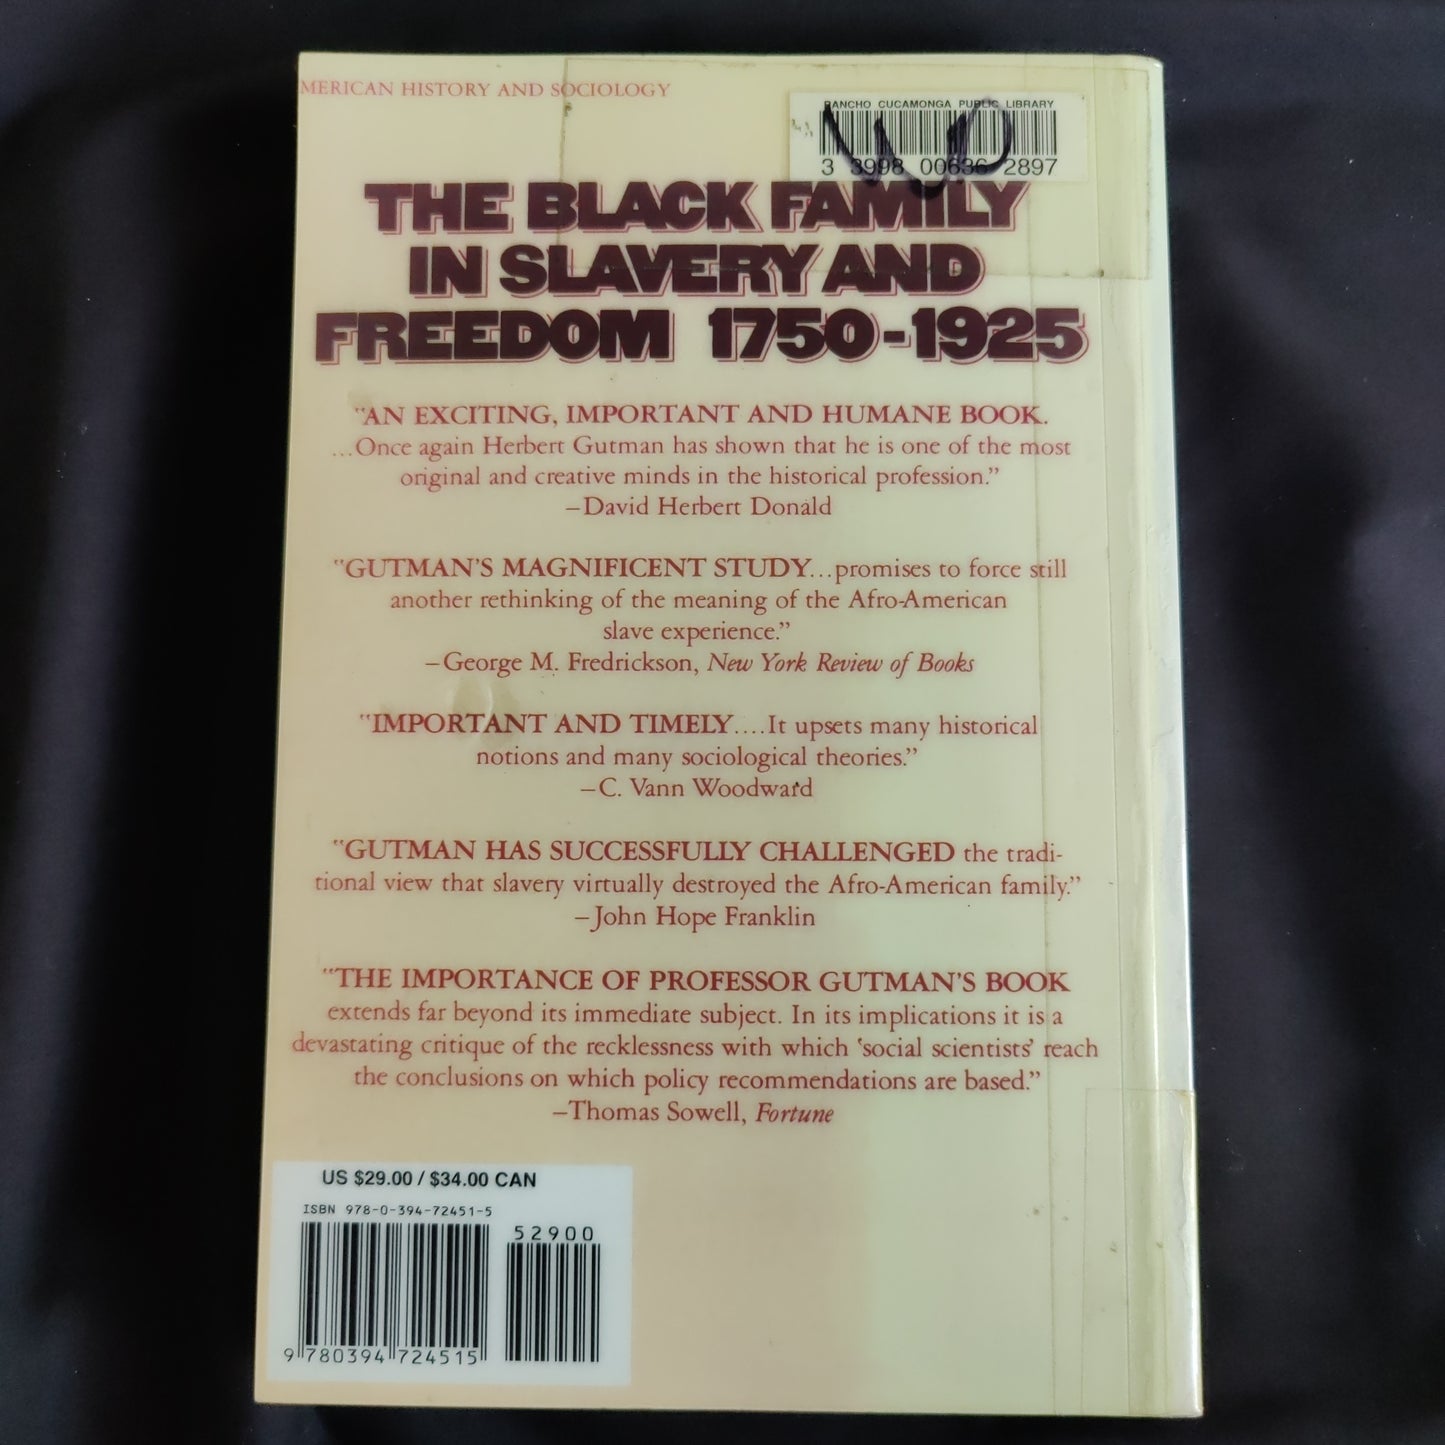 MERICAN HISTORY AND SOCIOLOGY
RANCHO CUCAMONGA PUBLIC LIBRARY
3 3998 00636 2897
THE BLACK FAMILY
IN SLAVERY AND
FREEDOM 1750-1925
"AN EXCITING, IMPORTANT AND HUMANE BOOK.
...Once again Herbert Gutman has shown that he is one of the most
original and creative minds in the historical profession."
–David Herbert Donald
"GUTMAN'S MAGNIFICENT STUDY...promises to force still
another rethinking of the meaning of the Afro-American
slave experience."
–George M. Fredrickson, New York Review of Books
"IMPORTANT AND TIMELY....It upsets many historical
notions and many sociological theories."
–C. Vann Woodward
"GUTMAN HAS SUCCESSFULLY CHALLENGED the tradi-
tional view that slavery virtually destroyed the Afro-American family."
–John Hope Franklin
"THE IMPORTANCE OF PROFESSOR GUTMAN'S BOOK
extends far beyond its immediate subject. In its implications it is a
devastating critique of the recklessness with which 'social scientists' reach
the conclusions on which policy recommendations are based."
–Thomas Sowell, Fortune
US $29.00 / $34.00 CAN
ISBN 978-0-394-72451-5
52900
9 780394 724515